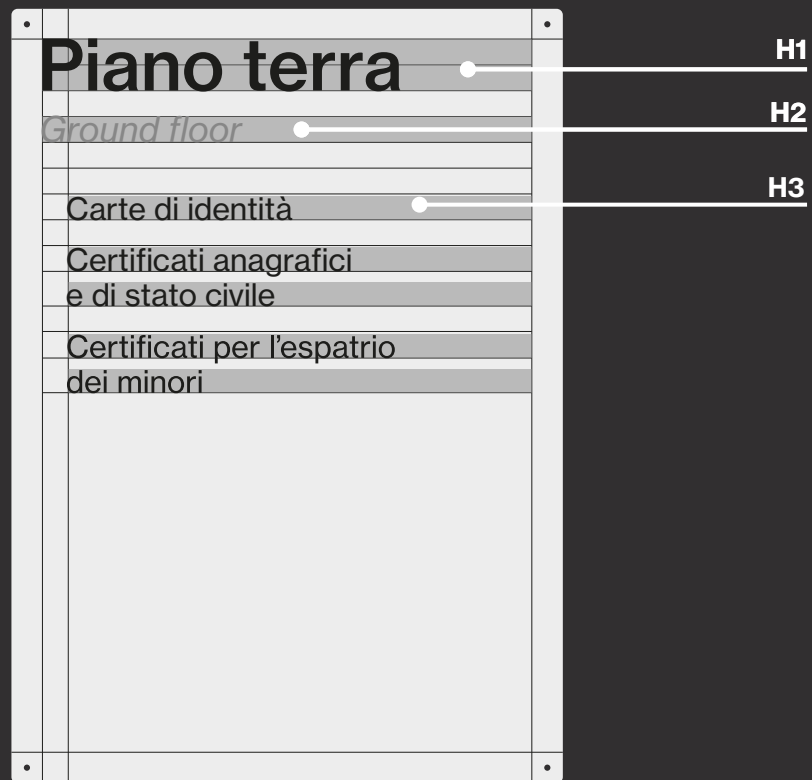 Piano terra
H1
Ground floor
H2
Carte di identità
H3
Certificati anagrafici
e di stato civile
Certificati per l’espatrio
dei minori